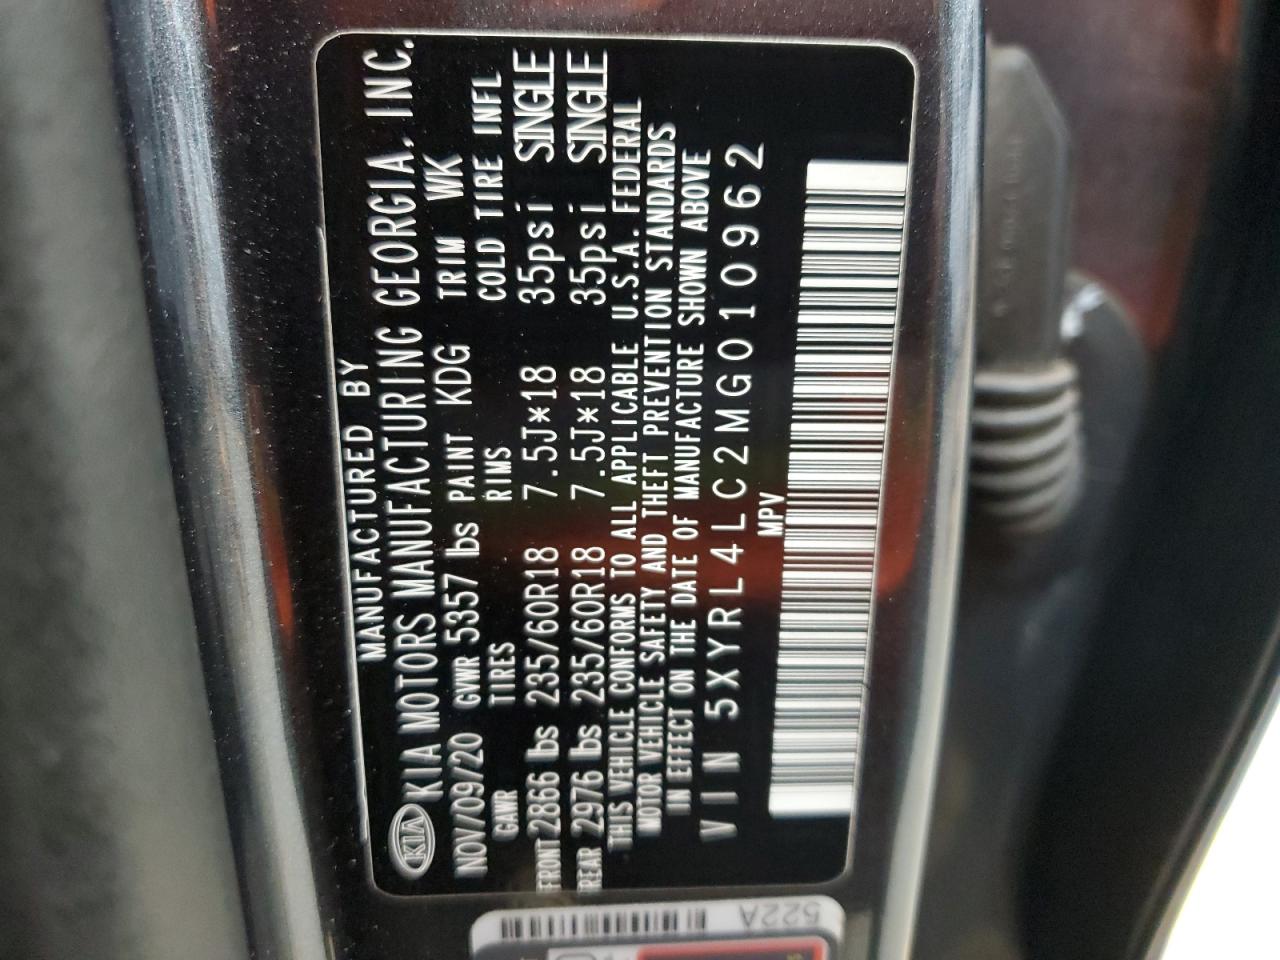 MANUFACTURED BY
KIA KIA MOTORS MANUFACTURING GEORGIA, INC.
NOV/09/20 GVWR 5357 lbs PAINT KDG TRIM WK
GAWR TIRES RIMS COLD TIRE INFL
FRONT 2866 lbs 235/60R18 7.5J*18 35psi SINGLE
REAR 2976 lbs 235/60R18 7.5J*18 35psi SINGLE
THIS VEHICLE CONFORMS TO ALL APPLICABLE U.S.A. FEDERAL
MOTOR VEHICLE SAFETY AND THEFT PREVENTION STANDARDS
IN EFFECT ON THE DATE OF MANUFACTURE SHOWN ABOVE
VIN 5XYRL4LC2MG010962
MPV
522A